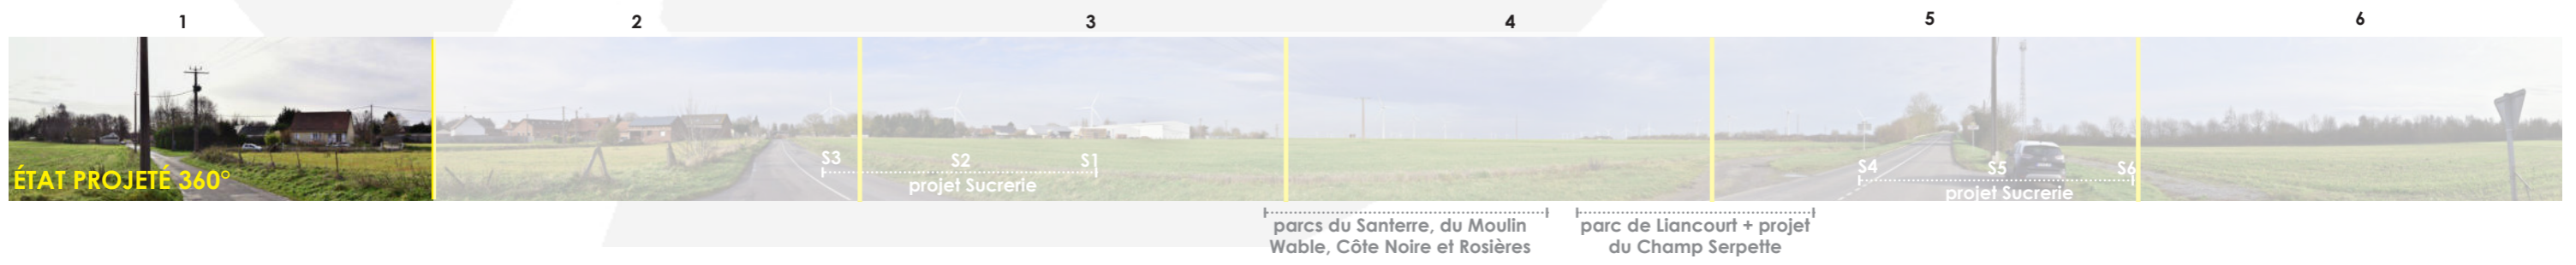 1 2 3 4 5 6
ÉTAT PROJETÉ 360°
S3 S2 S1
projet Sucrerie
S4 S5 S6
projet Sucrerie
parcs du Santerre, du Moulin
Wable, Côte Noire et Rosières
parc de Liancourt + projet
du Champ Serpette